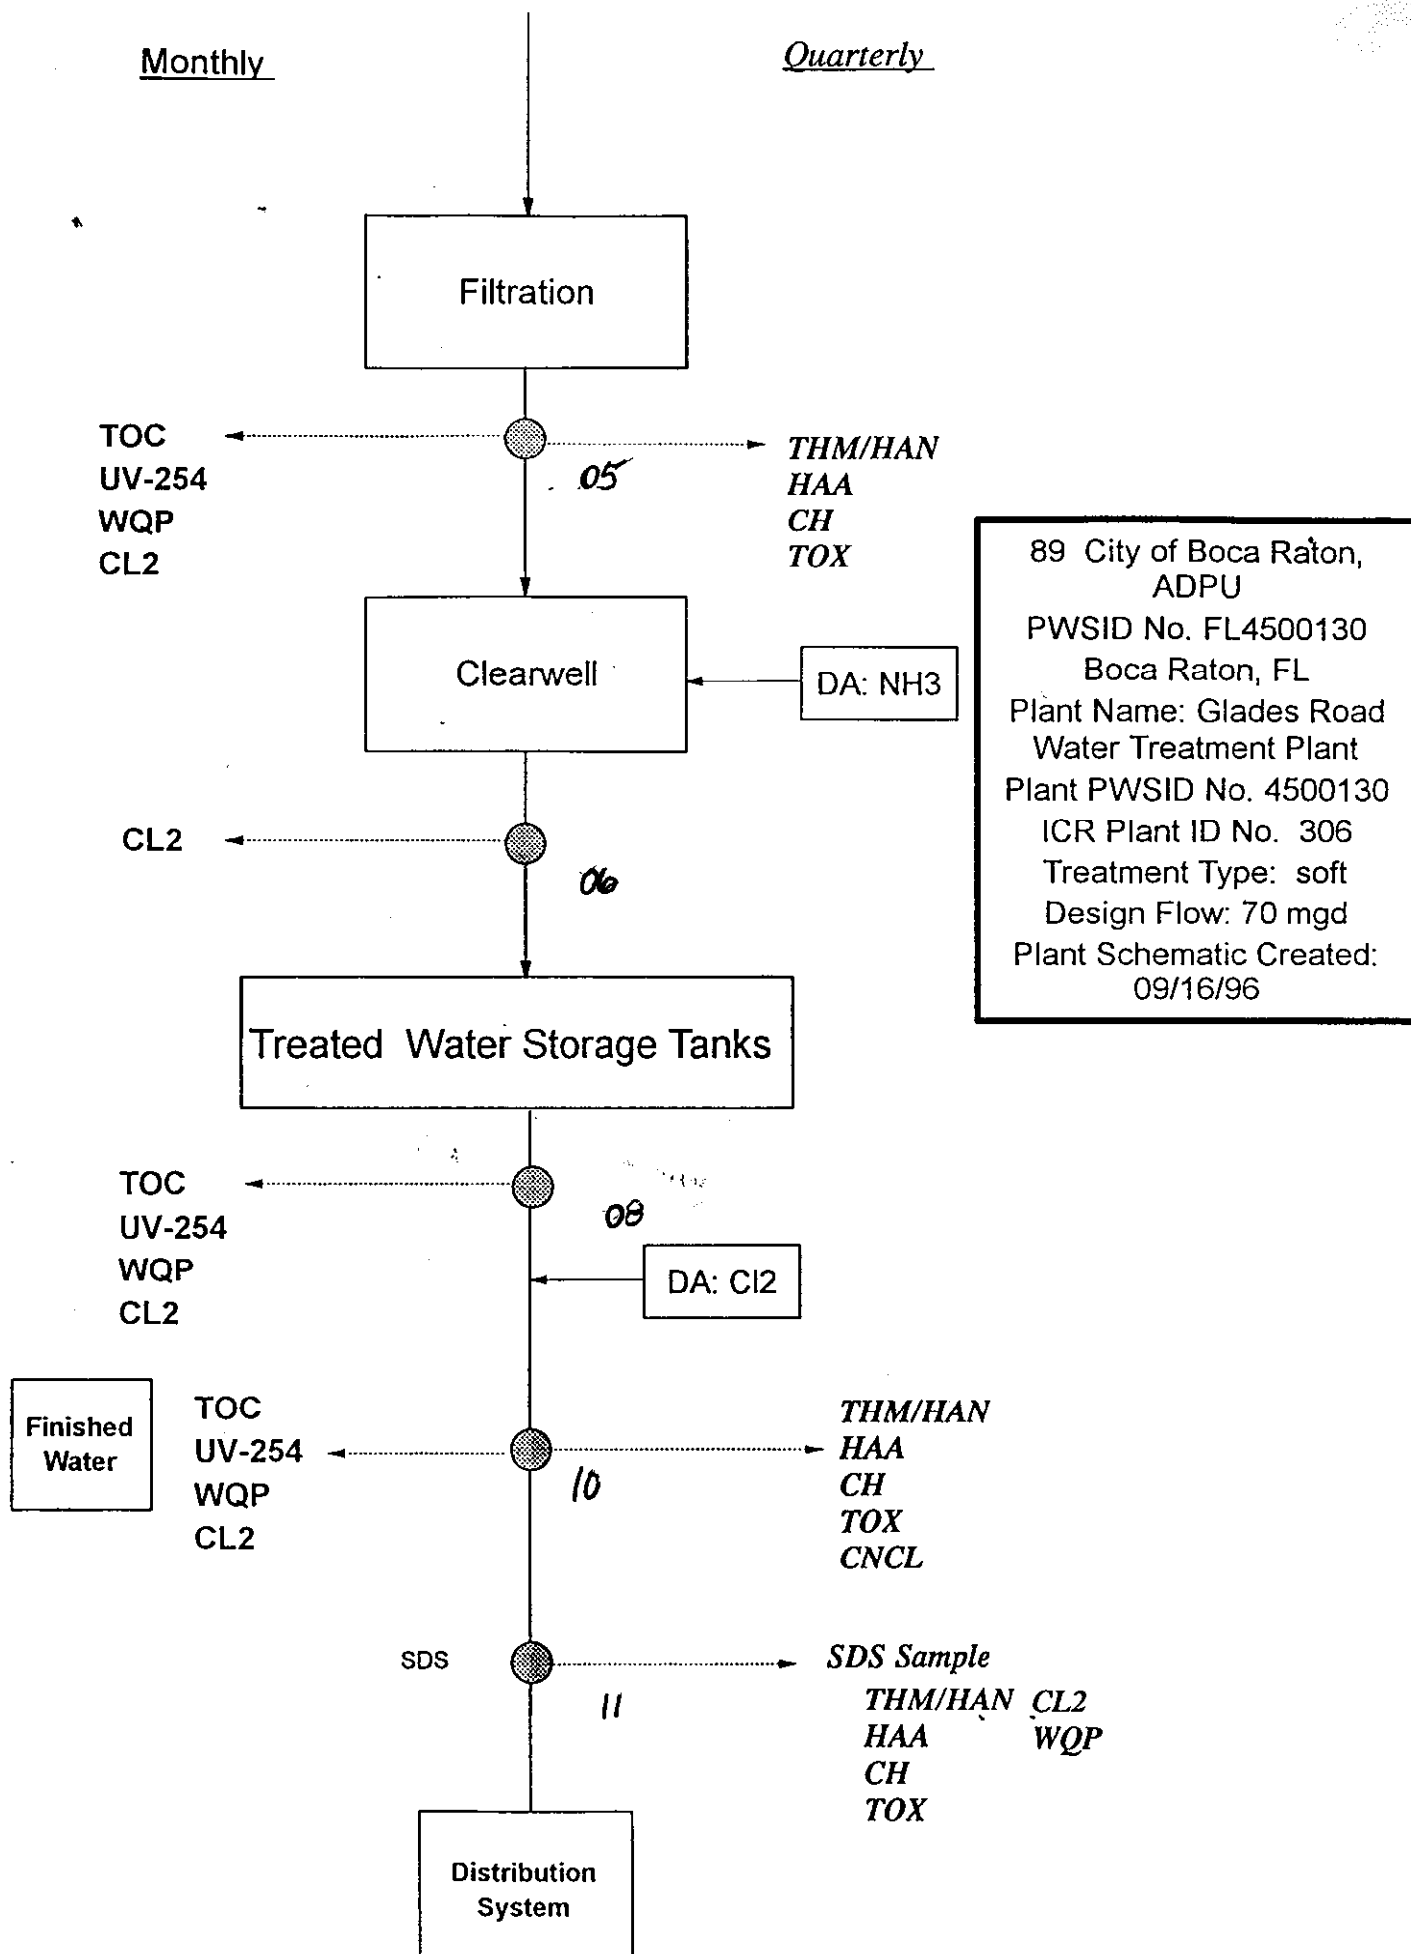 Monthly
Quarterly
Filtration
TOC
UV-254
WQP
CL2
05
THM/HAN
HAA
CH
TOX
89 City of Boca Raton,
ADPU
PWSID No. FL4500130
Boca Raton, FL
Plant Name: Glades Road
Water Treatment Plant
Plant PWSID No. 4500130
ICR Plant ID No. 306
Treatment Type: soft
Design Flow: 70 mgd
Plant Schematic Created:
09/16/96
Clearwell
DA: NH3
CL2
06
Treated Water Storage Tanks
TOC
UV-254
WQP
CL2
08
DA: Cl2
Finished
Water
TOC
UV-254
WQP
CL2
10
THM/HAN
HAA
CH
TOX
CNCL
SDS
11
SDS Sample
THM/HAN CL2
HAA WQP
CH
TOX
Distribution
System